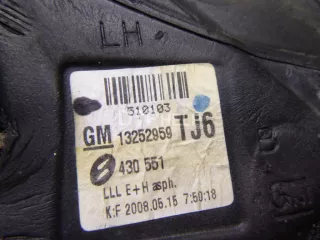 LH
510103
GM 13252959 TJ6
430 551
LLL E+H asph.
K:F 2008.05.15 7:50:18